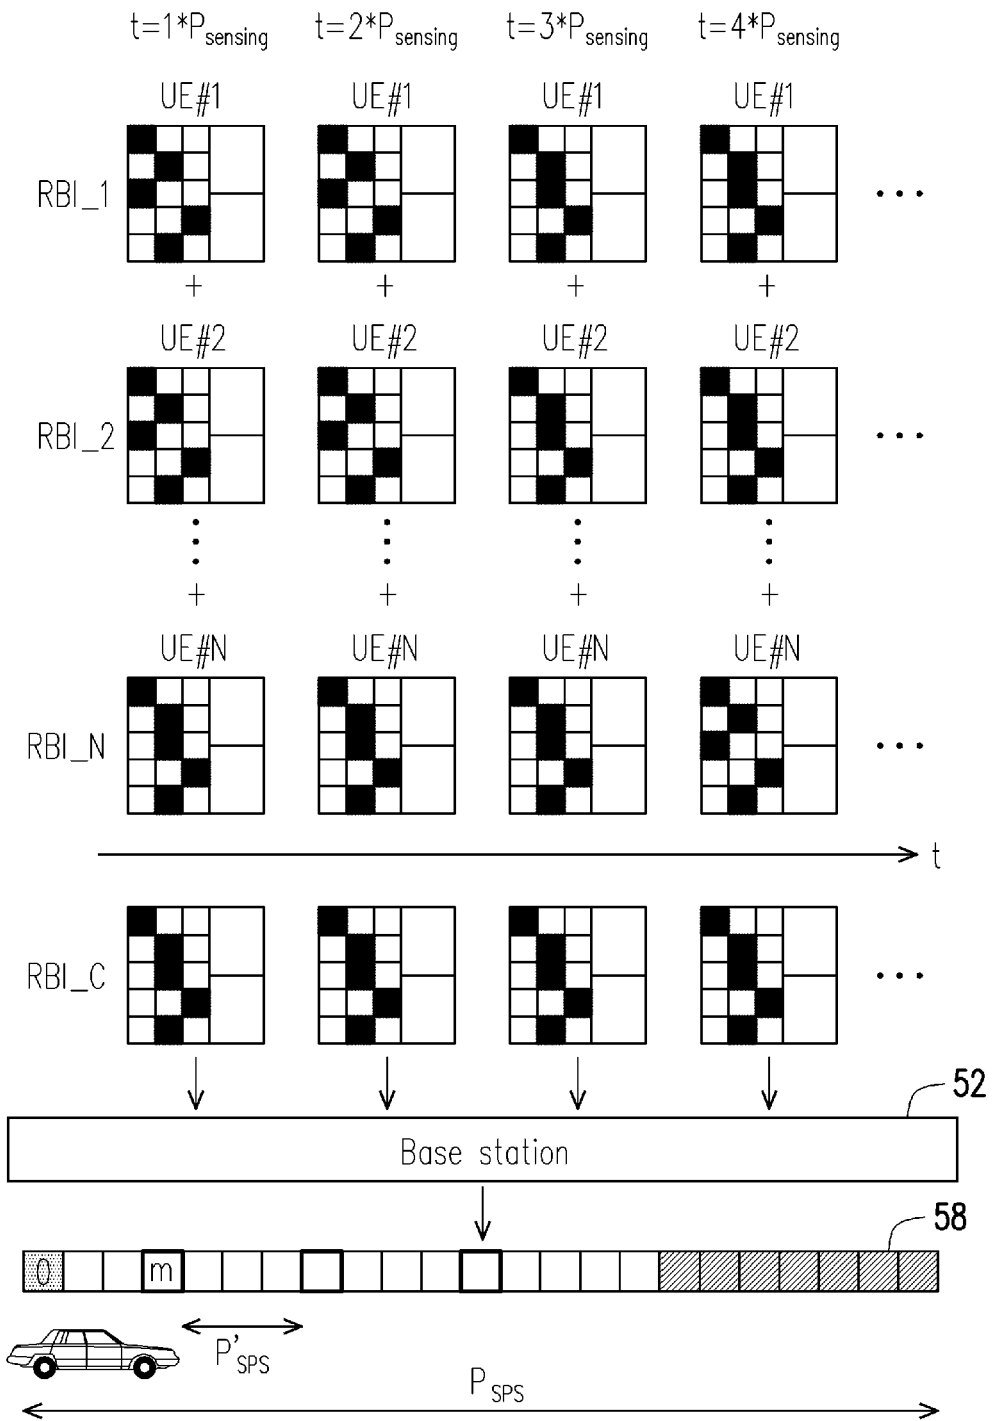 t=1*Psensing t=2*Psensing t=3*Psensing t=4*Psensing
UE#1 UE#1 UE#1 UE#1
RBI_1 ...
+ + + +
UE#2 UE#2 UE#2 UE#2
RBI_2 ...
+ + + +
UE#N UE#N UE#N UE#N
RBI_N ...
t
RBI_C ...
52
Base station
58
0 m
P'SPS
PSPS